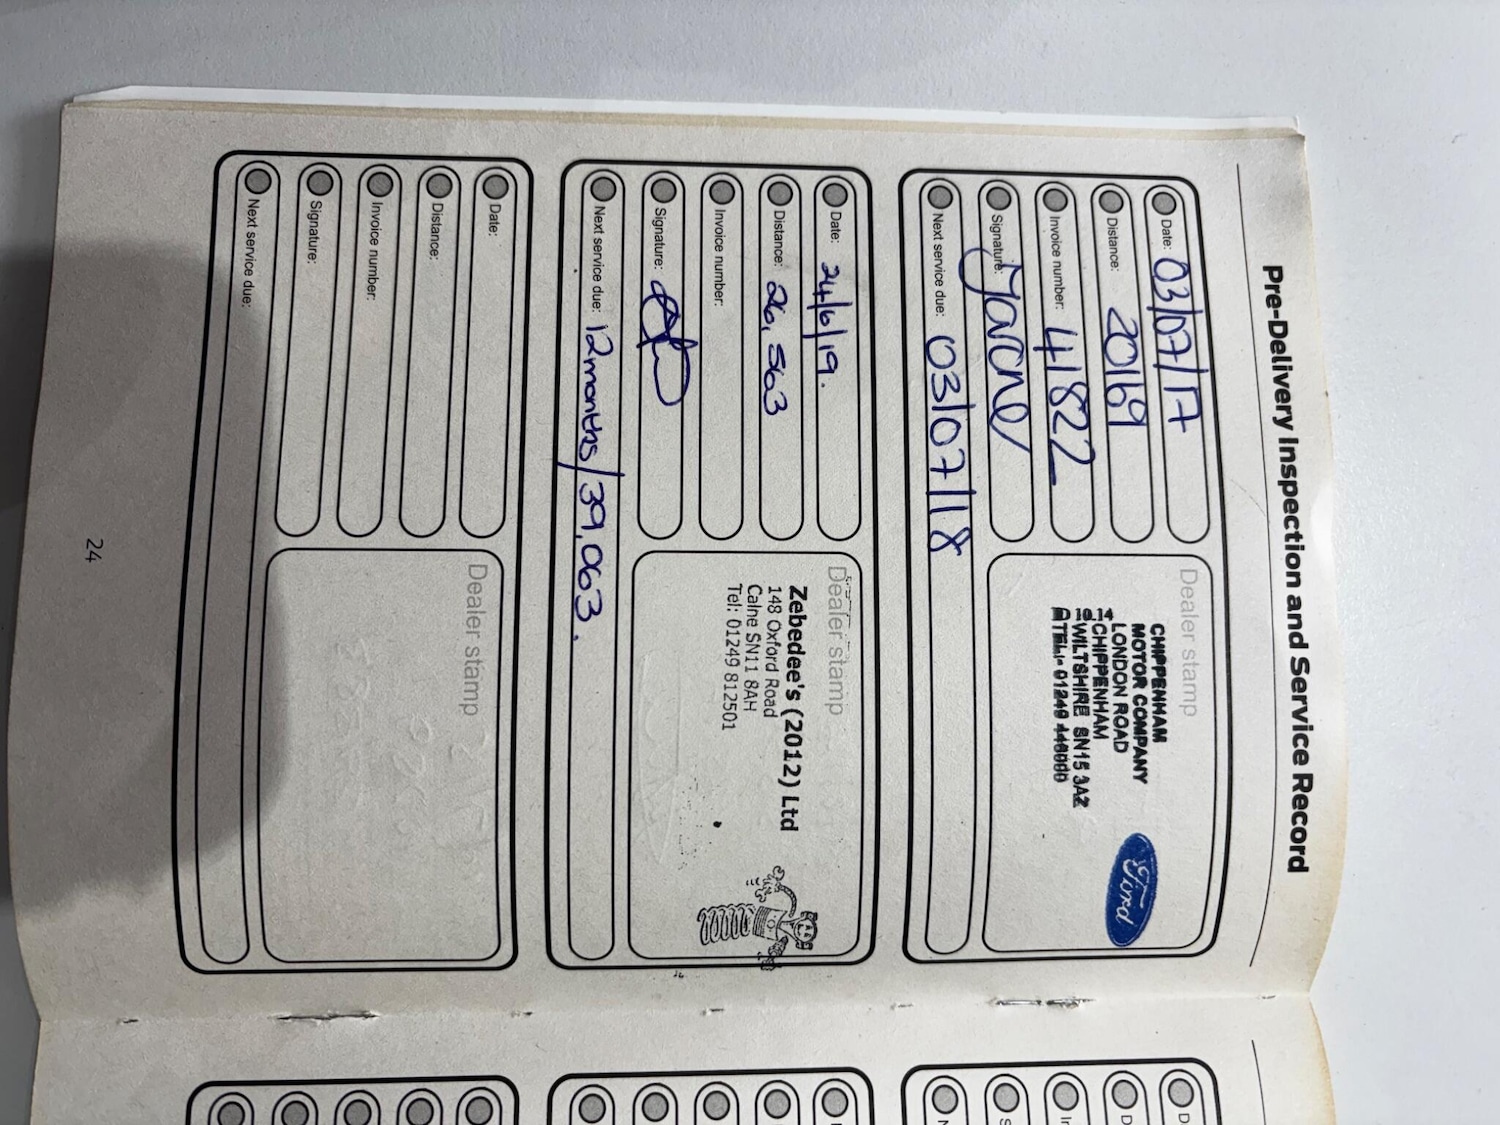 Pre-Delivery Inspection and Service Record
Date: 03/07/17
Distance: 20169
Invoice number: 41822
Signature:
Next service due: 03/07/18
Dealer stamp
CHIPPENHAM
MOTOR COMPANY
LONDON ROAD
CHIPPENHAM
WILTSHIRE SN15 3AZ
Ford
Date: 24/6/19.
Distance: 26,563
Invoice number:
Signature:
Next service due: 12months/39,063.
Dealer stamp
Zebedee's (2012) Ltd
148 Oxford Road
Calne SN11 8AH
Tel: 01249 812501
Date:
Distance:
Invoice number:
Signature:
Next service due:
Dealer stamp
24